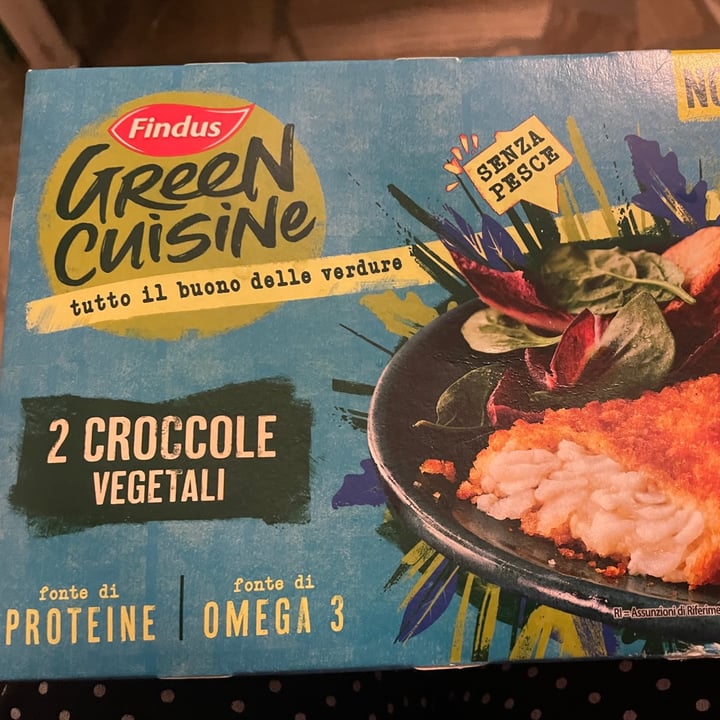 Findus
GREEN
CUISINE
tutto il buono delle verdure
SENZA
PESCE
2 CROCCOLE
VEGETALI
fonte di
PROTEINE
fonte di
OMEGA 3
RI = Assunzioni di